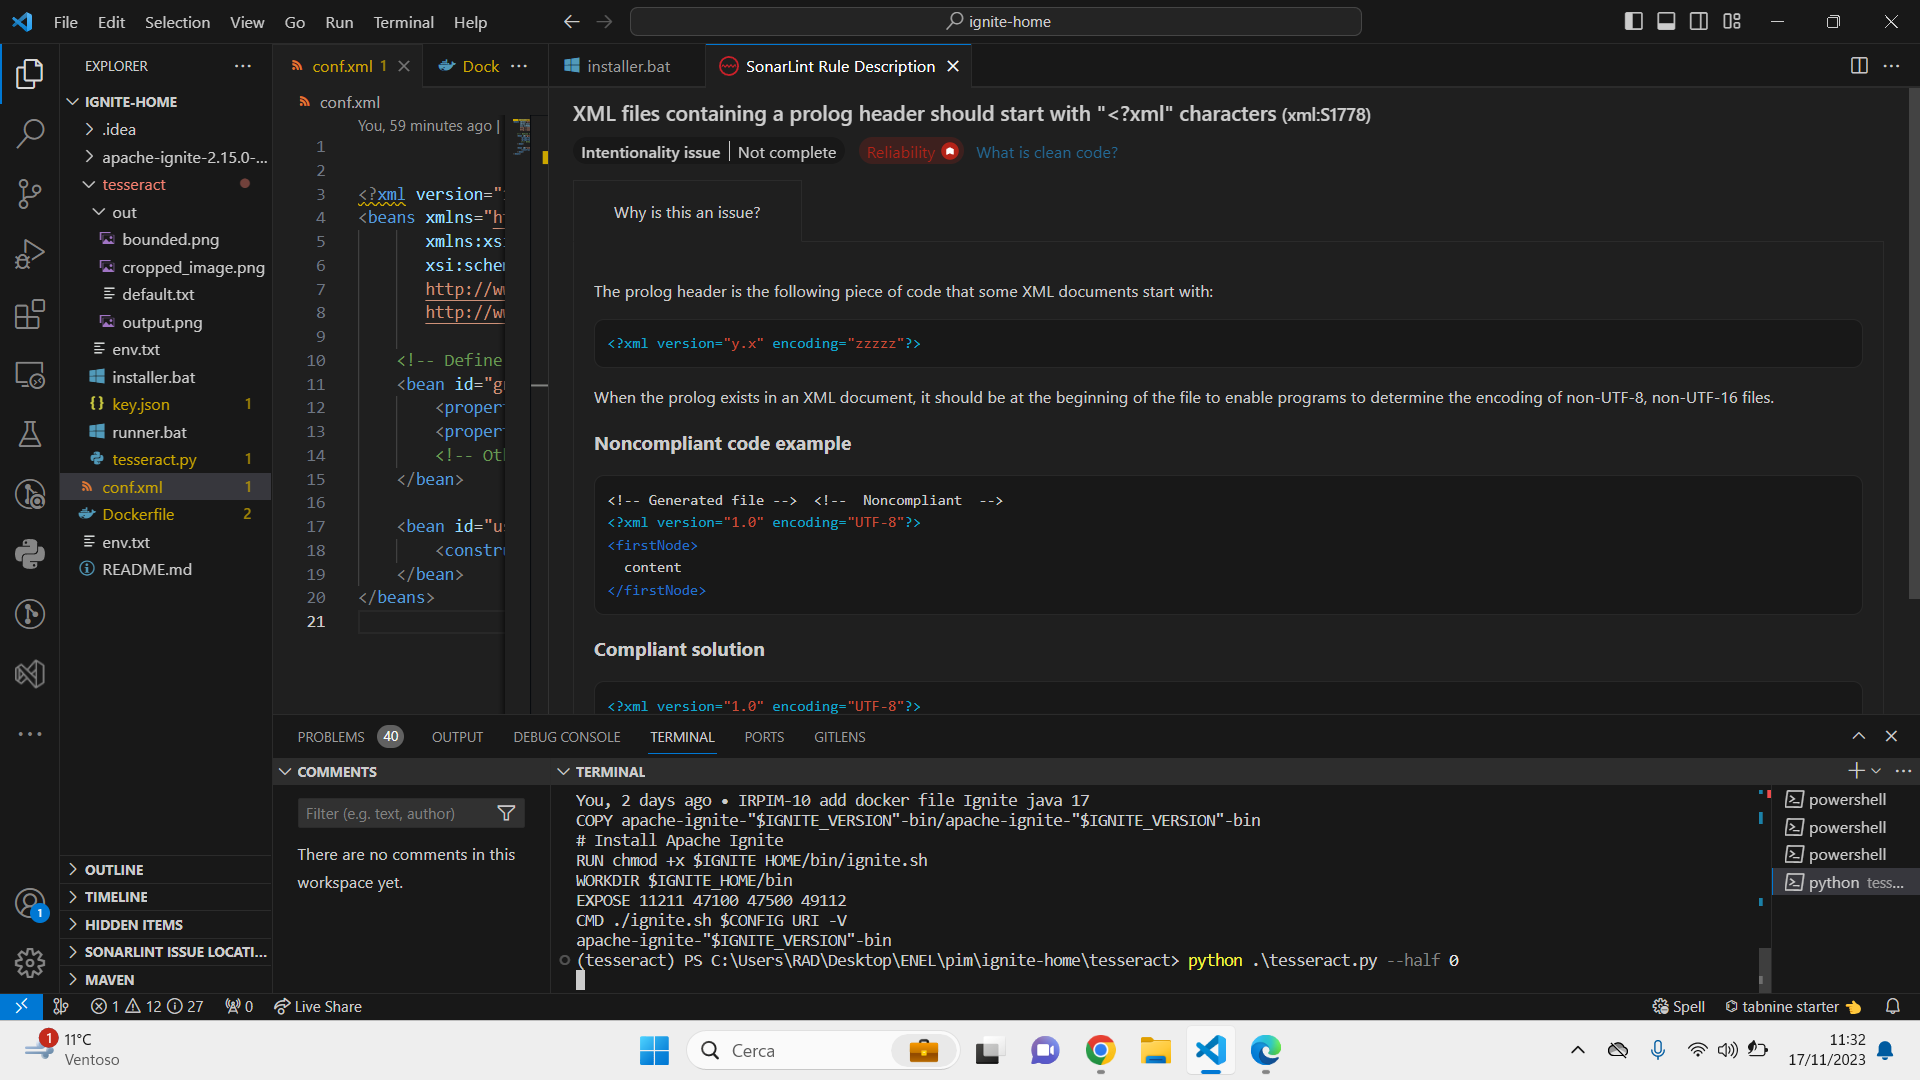 File Edit Selection View Go Run Terminal Help
ignite-home
EXPLORER
IGNITE-HOME
.idea
apache-ignite-2.15.0-...
tesseract
out
bounded.png
cropped_image.png
default.txt
output.png
env.txt
installer.bat
key.json 1
runner.bat
tesseract.py 1
conf.xml 1
Dockerfile 2
env.txt
README.md
OUTLINE
TIMELINE
HIDDEN ITEMS
SONARLINT ISSUE LOCATI...
MAVEN
conf.xml 1
Dock
installer.bat
SonarLint Rule Description
conf.xml
You, 59 minutes ago |
1
2
3 <?xml version="
4 <beans xmlns="h
5 xmlns:xs
6 xsi:schem
7 http://w
8 http://w
9
10 <!-- Define
11 <bean id="g
12 <proper
13 <proper
14 <!-- Ot
15 </bean>
16
17 <bean id="u
18 <constr
19 </bean>
20 </beans>
21
XML files containing a prolog header should start with "<?xml" characters (xml:S1778)
Intentionality issue | Not complete Reliability What is clean code?
Why is this an issue?
The prolog header is the following piece of code that some XML documents start with:
<?xml version="y.x" encoding="zzzzz"?>
When the prolog exists in an XML document, it should be at the beginning of the file to enable programs to determine the encoding of non-UTF-8, non-UTF-16 files.
Noncompliant code example
<!-- Generated file --> <!-- Noncompliant -->
<?xml version="1.0" encoding="UTF-8"?>
<firstNode>
content
</firstNode>
Compliant solution
<?xml version="1.0" encoding="UTF-8"?>
PROBLEMS 40 OUTPUT DEBUG CONSOLE TERMINAL PORTS GITLENS
COMMENTS
Filter (e.g. text, author)
There are no comments in this
workspace yet.
TERMINAL
You, 2 days ago • IRPIM-10 add docker file Ignite java 17
COPY apache-ignite-"$IGNITE_VERSION"-bin/apache-ignite-"$IGNITE_VERSION"-bin
# Install Apache Ignite
RUN chmod +x $IGNITE HOME/bin/ignite.sh
WORKDIR $IGNITE_HOME/bin
EXPOSE 11211 47100 47500 49112
CMD ./ignite.sh $CONFIG URI -V
apache-ignite-"$IGNITE_VERSION"-bin
(tesseract) PS C:\Users\RAD\Desktop\ENEL\pim\ignite-home\tesseract> python .\tesseract.py --half 0
powershell
powershell
powershell
python tess...
1
1 12 27 0 Live Share
Spell tabnine starter
1
11°C
Ventoso
Cerca
11:32
17/11/2023